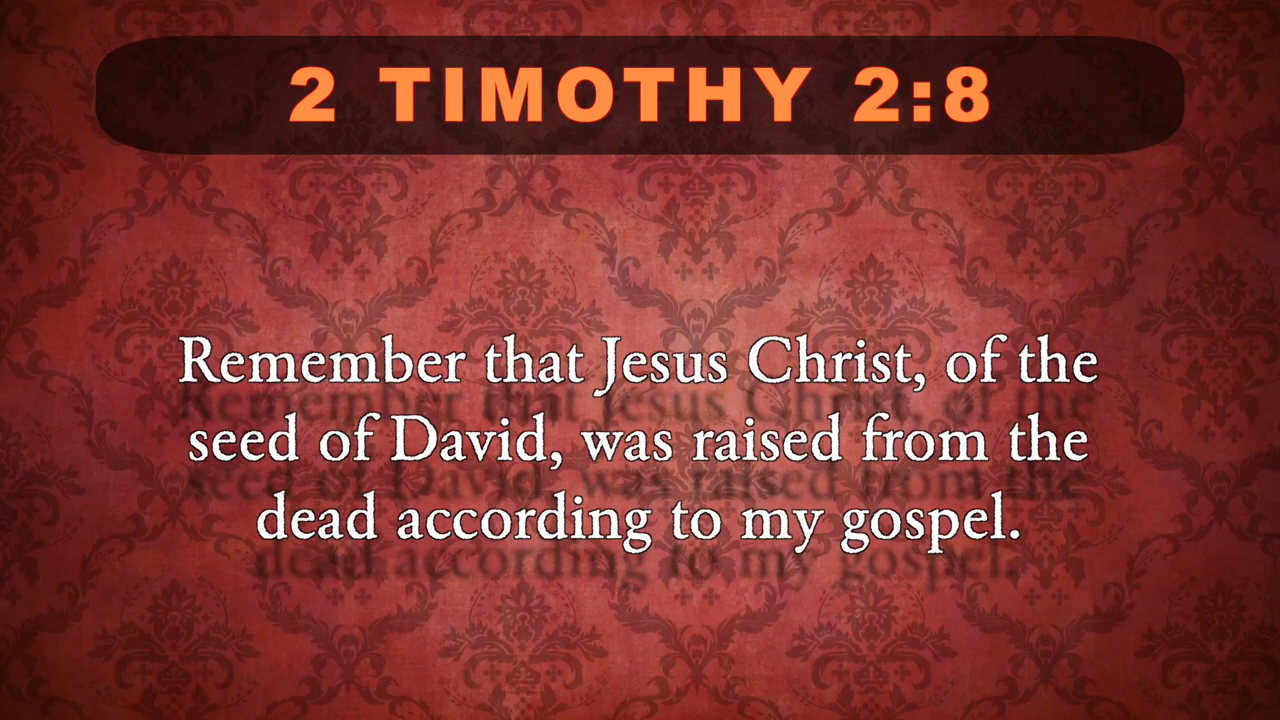 2 TIMOTHY 2:8
Remember that Jesus Christ, of the
seed of David, was raised from the
dead according to my gospel.